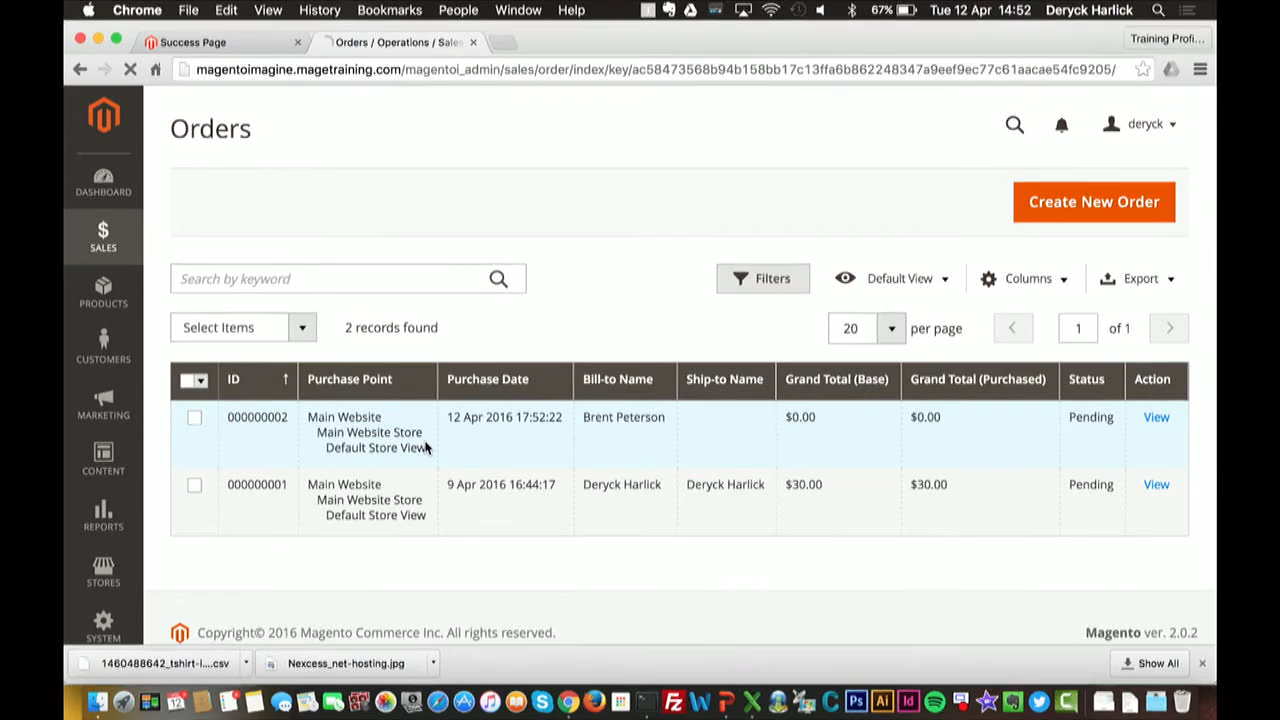 Chrome File Edit View History Bookmarks People Window Help 67% Tue 12 Apr 14:52 Deryck Harlick
Success Page Orders / Operations / Sales Training Profi...
magentoimagine.magetraining.com/magentoi_admin/sales/order/index/key/ac58473568b94b158bb17c13ffa6b862248347a9eef9ec77c61aacae54fc9205/
Orders
deryck
DASHBOARD
SALES
PRODUCTS
CUSTOMERS
MARKETING
CONTENT
REPORTS
STORES
SYSTEM
Create New Order
Search by keyword Filters Default View Columns Export
Select Items 2 records found 20 per page 1 of 1
ID Purchase Point Purchase Date Bill-to Name Ship-to Name Grand Total (Base) Grand Total (Purchased) Status Action
000000002 Main Website 12 Apr 2016 17:52:22 Brent Peterson $0.00 $0.00 Pending View
Main Website Store
Default Store View
000000001 Main Website 9 Apr 2016 16:44:17 Deryck Harlick Deryck Harlick $30.00 $30.00 Pending View
Main Website Store
Default Store View
Copyright© 2016 Magento Commerce Inc. All rights reserved. Magento ver. 2.0.2
1460488642_tshirt-i....csv Nexcess_net-hosting.jpg Show All